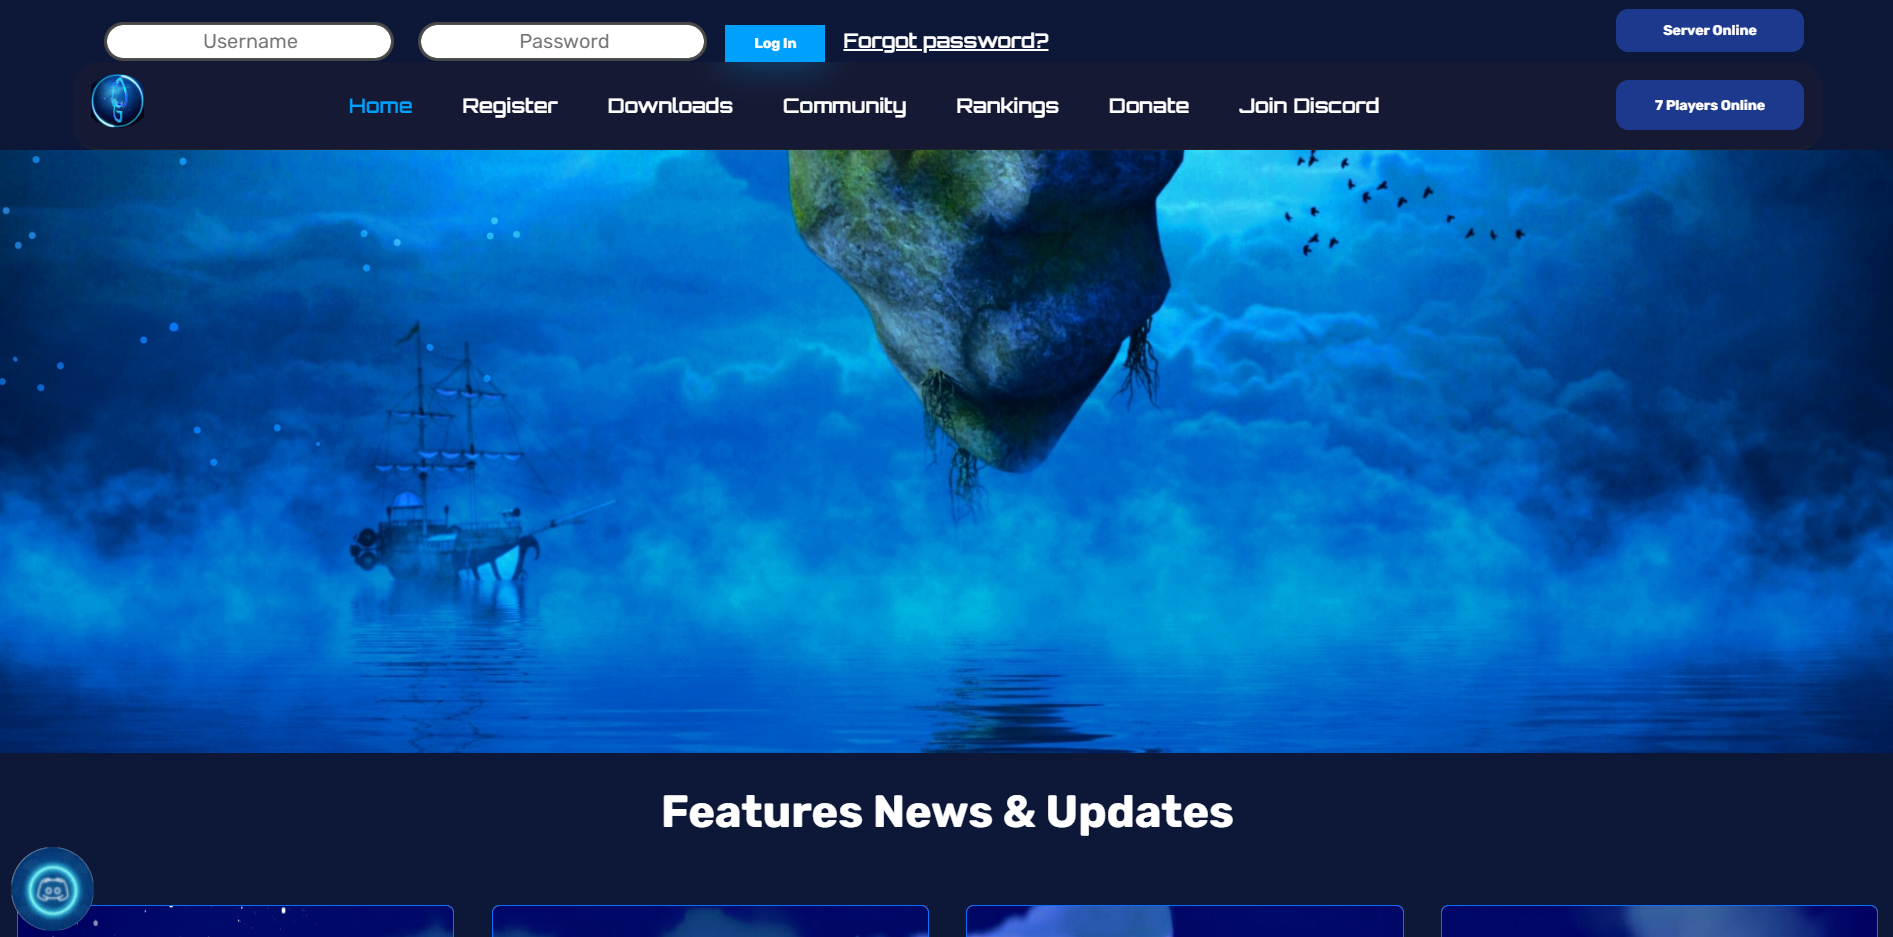 Username
Password
Log In
Forgot password?
Server Online
Home
Register
Downloads
Community
Rankings
Donate
Join Discord
7 Players Online
Features News & Updates